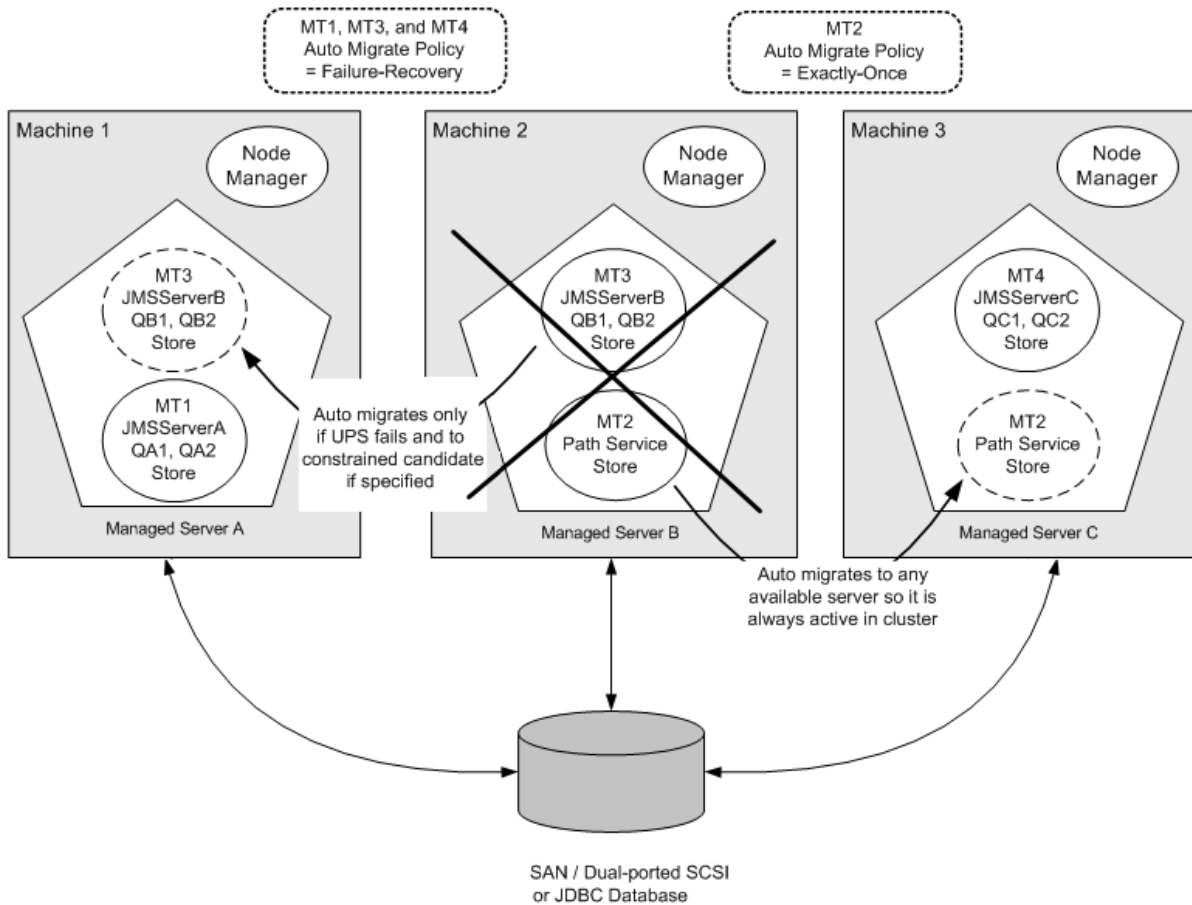 MT1, MT3, and MT4
Auto Migrate Policy
= Failure-Recovery
MT2
Auto Migrate Policy
= Exactly-Once
Machine 1
Node
Manager
MT3
JMSServerB
QB1, QB2
Store
MT1
JMSServerA
QA1, QA2
Store
Managed Server A
Auto migrates only
if UPS fails and to
constrained candidate
if specified
Machine 2
Node
Manager
MT3
JMSServerB
QB1, QB2
Store
MT2
Path Service
Store
Managed Server B
Machine 3
Node
Manager
MT4
JMSServerC
QC1, QC2
Store
MT2
Path Service
Store
Managed Server C
Auto migrates to any
available server so it is
always active in cluster
SAN / Dual-ported SCSI
or JDBC Database